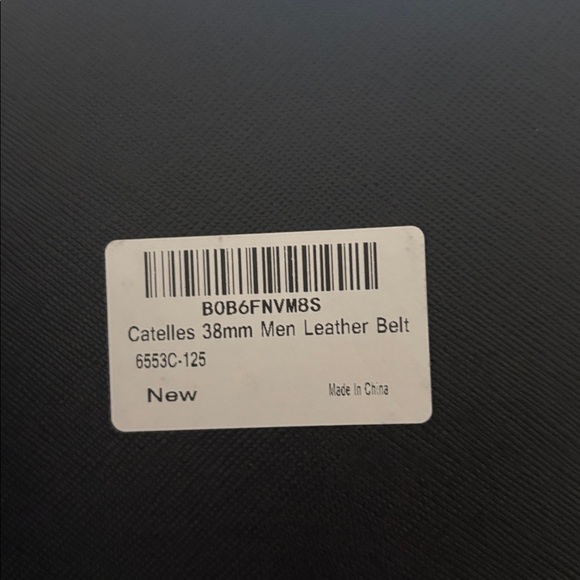 B0B6FNVM8S
Catelles 38mm Men Leather Belt
6553C-125
New
Made In China